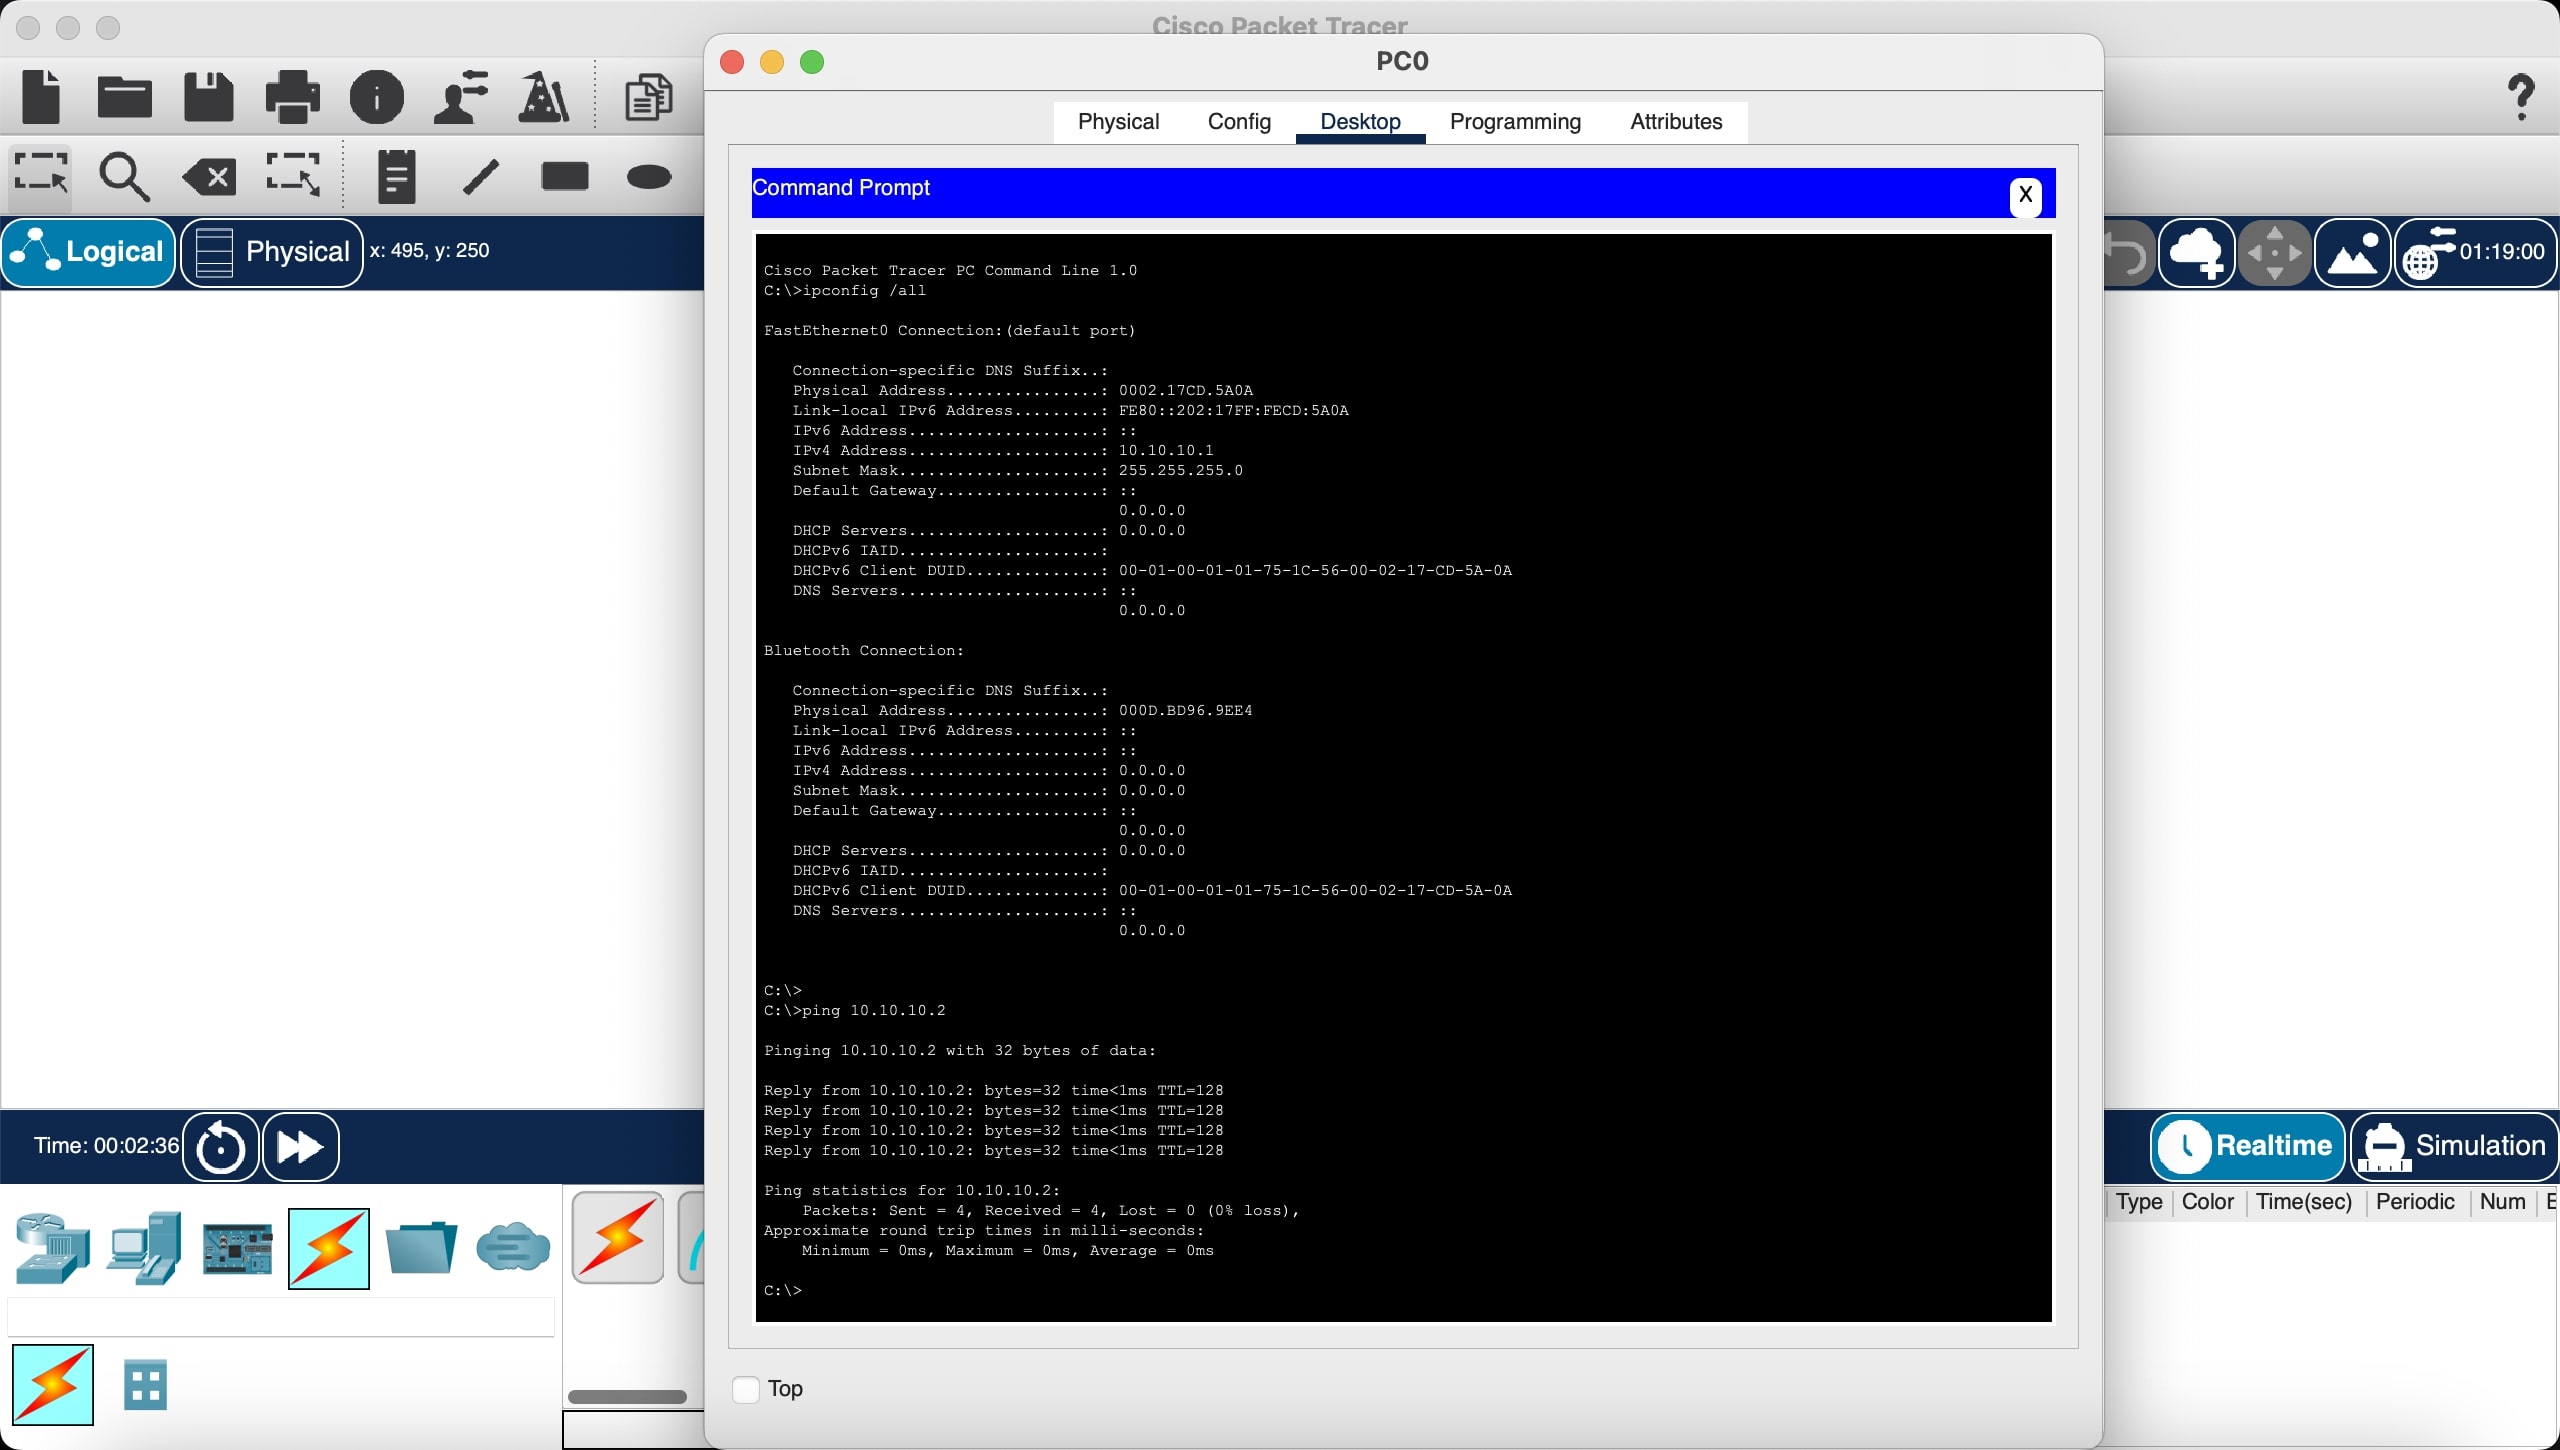 Cisco Packet Tracer
PC0
?
Physical Config Desktop Programming Attributes
Command Prompt
X
Logical Physical x: 495, y: 250
01:19:00
Cisco Packet Tracer PC Command Line 1.0
C:\>ipconfig /all
FastEthernet0 Connection:(default port)
Connection-specific DNS Suffix..:
Physical Address................: 0002.17CD.5A0A
Link-local IPv6 Address.........: FE80::202:17FF:FECD:5A0A
IPv6 Address....................: ::
IPv4 Address....................: 10.10.10.1
Subnet Mask.....................: 255.255.255.0
Default Gateway.................: ::
0.0.0.0
DHCP Servers....................: 0.0.0.0
DHCPv6 IAID.....................:
DHCPv6 Client DUID..............: 00-01-00-01-01-75-1C-56-00-02-17-CD-5A-0A
DNS Servers.....................: ::
0.0.0.0
Bluetooth Connection:
Connection-specific DNS Suffix..:
Physical Address................: 000D.BD96.9EE4
Link-local IPv6 Address.........: ::
IPv6 Address....................: ::
IPv4 Address....................: 0.0.0.0
Subnet Mask.....................: 0.0.0.0
Default Gateway.................: ::
0.0.0.0
DHCP Servers....................: 0.0.0.0
DHCPv6 IAID.....................:
DHCPv6 Client DUID..............: 00-01-00-01-01-75-1C-56-00-02-17-CD-5A-0A
DNS Servers.....................: ::
0.0.0.0
C:\>
C:\>ping 10.10.10.2
Pinging 10.10.10.2 with 32 bytes of data:
Reply from 10.10.10.2: bytes=32 time<1ms TTL=128
Reply from 10.10.10.2: bytes=32 time<1ms TTL=128
Reply from 10.10.10.2: bytes=32 time<1ms TTL=128
Reply from 10.10.10.2: bytes=32 time<1ms TTL=128
Ping statistics for 10.10.10.2:
Packets: Sent = 4, Received = 4, Lost = 0 (0% loss),
Approximate round trip times in milli-seconds:
Minimum = 0ms, Maximum = 0ms, Average = 0ms
C:\>
Top
Time: 00:02:36
Realtime Simulation
Type Color Time(sec) Periodic Num